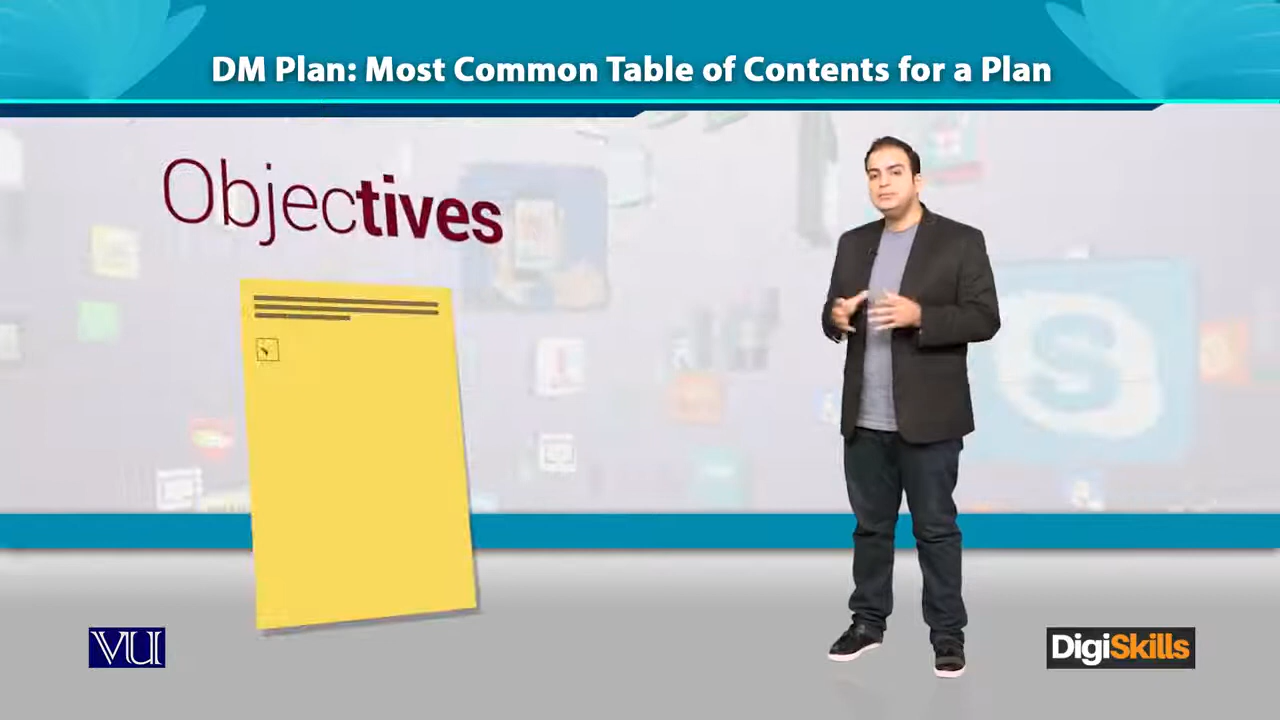 DM Plan: Most Common Table of Contents for a Plan
Objectives
S
VU
DigiSkills